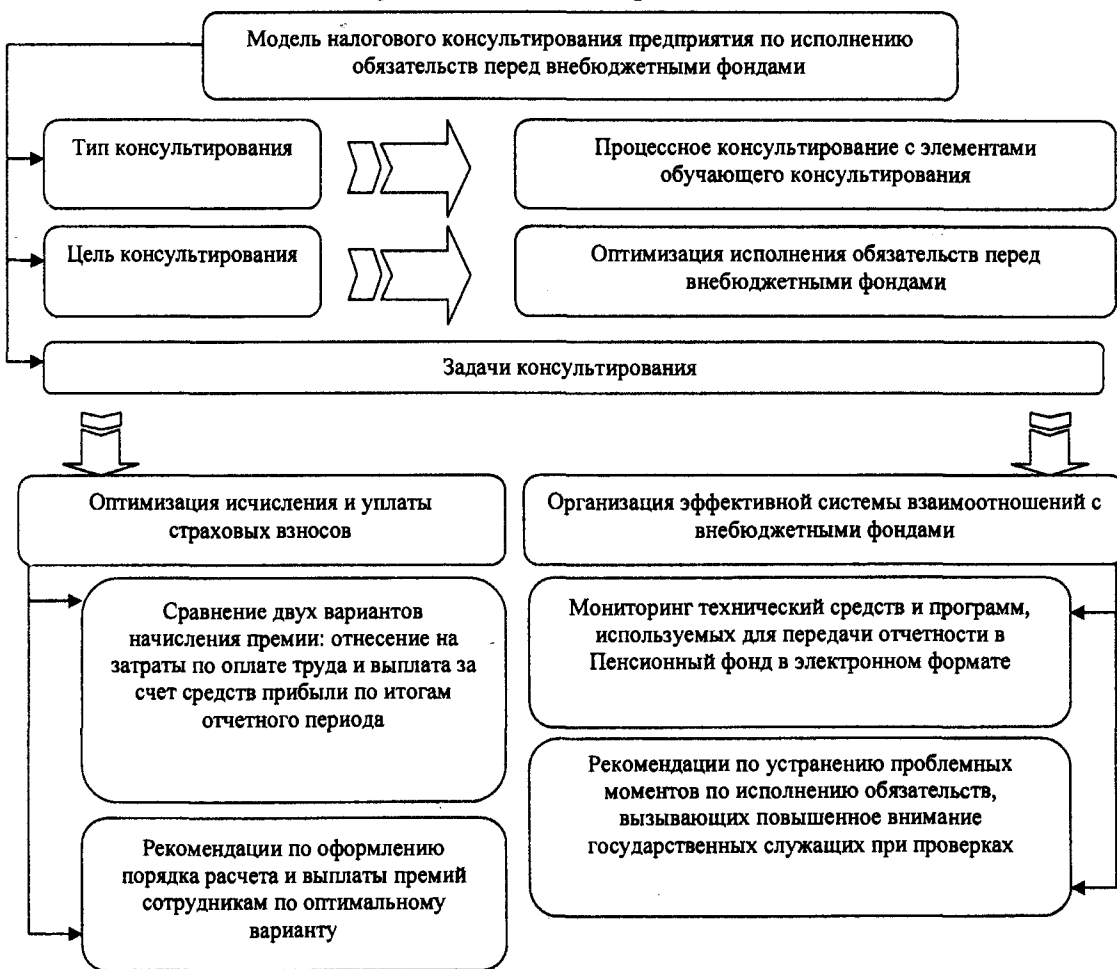 Модель налогового консультирования предприятия по исполнению
обязательств перед внебюджетными фондами
Тип консультирования
Процессное консультирование с элементами
обучающего консультирования
Цель консультирования
Оптимизация исполнения обязательств перед
внебюджетными фондами
Задачи консультирования
Оптимизация исчисления и уплаты
страховых взносов
Сравнение двух вариантов
начисления премии: отнесение на
затраты по оплате труда и выплата за
счет средств прибыли по итогам
отчетного периода
Рекомендации по оформлению
порядка расчета и выплаты премий
сотрудникам по оптимальному
варианту
Организация эффективной системы взаимоотношений с
внебюджетными фондами
Мониторинг технический средств и программ,
используемых для передачи отчетности в
Пенсионный фонд в электронном формате
Рекомендации по устранению проблемных
моментов по исполнению обязательств,
вызывающих повышенное внимание
государственных служащих при проверках